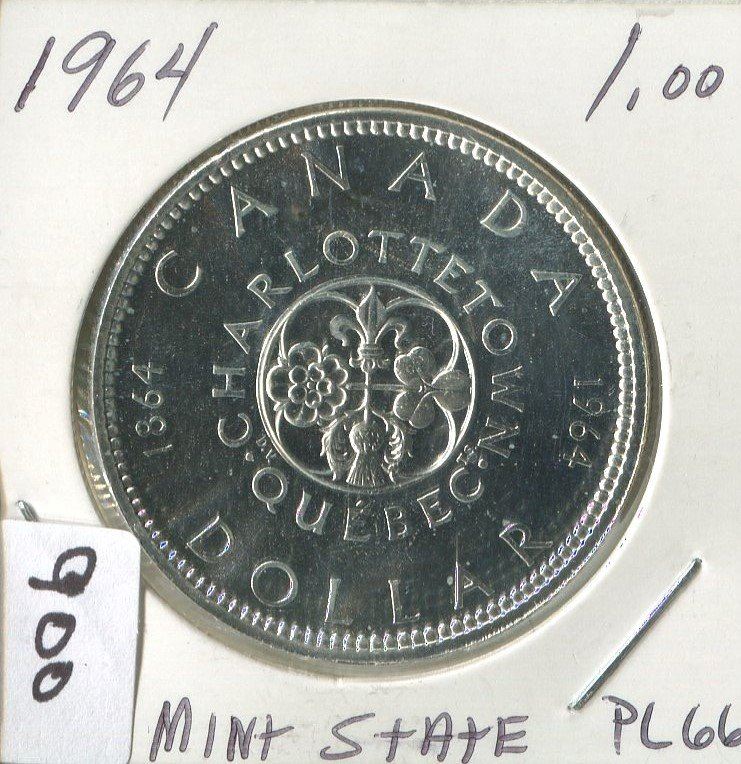 1964
1.00
CANADA
CHARLOTTETOWN
1864
1964
QUÉBEC
DOLLAR
900
MINt StAtE PL66